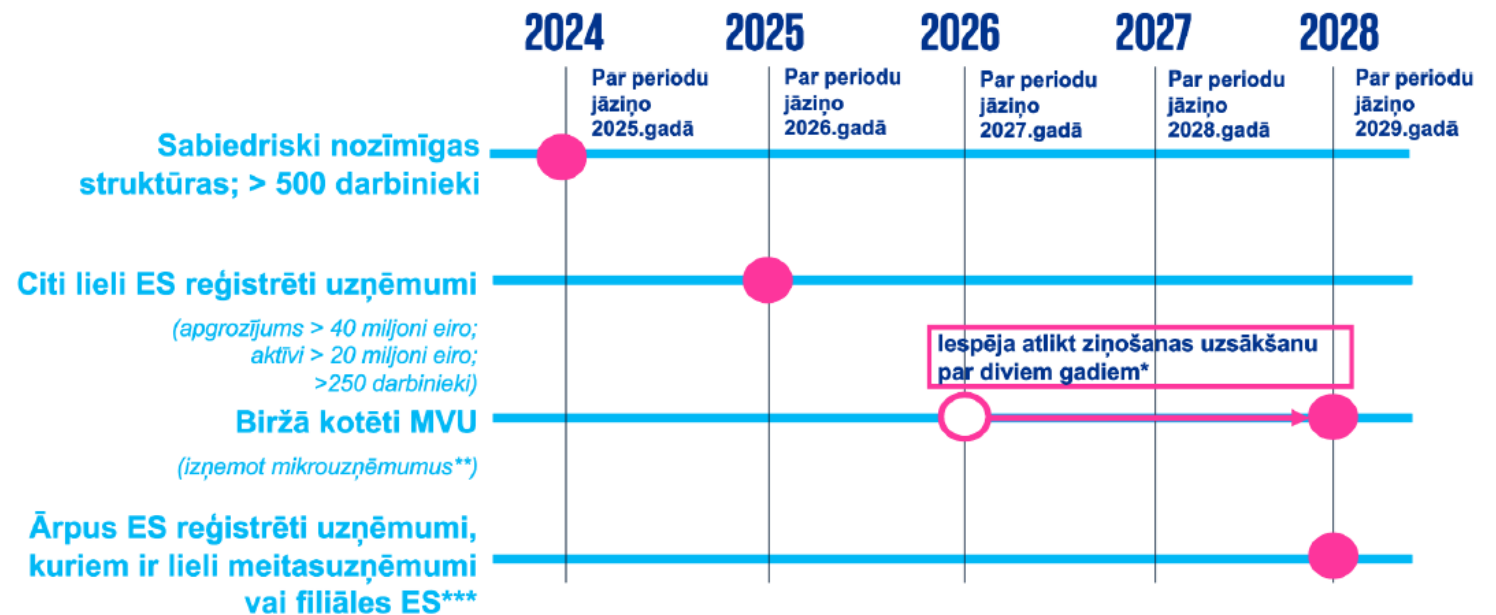 2024
2025
2026
2027
2028
Par periodu
jāziņo
2025.gadā
Par periodu
jāziņo
2026.gadā
Par periodu
jāziņo
2027.gadā
Par periodu
jāziņo
2028.gadā
Par periodu
jāziņo
2029.gadā
Sabiedriski nozīmīgas
struktūras; > 500 darbinieki
Citi lieli ES reģistrēti uzņēmumi
(apgrozījums > 40 miljoni eiro;
aktīvi > 20 miljoni eiro;
>250 darbinieki)
Iespēja atlikt ziņošanas uzsākšanu
par diviem gadiem*
Biržā kotēti MVU
(izņemot mikrouzņēmumus**)
Ārpus ES reģistrēti uzņēmumi,
kuriem ir lieli meitasuzņēmumi
vai filiāles ES***